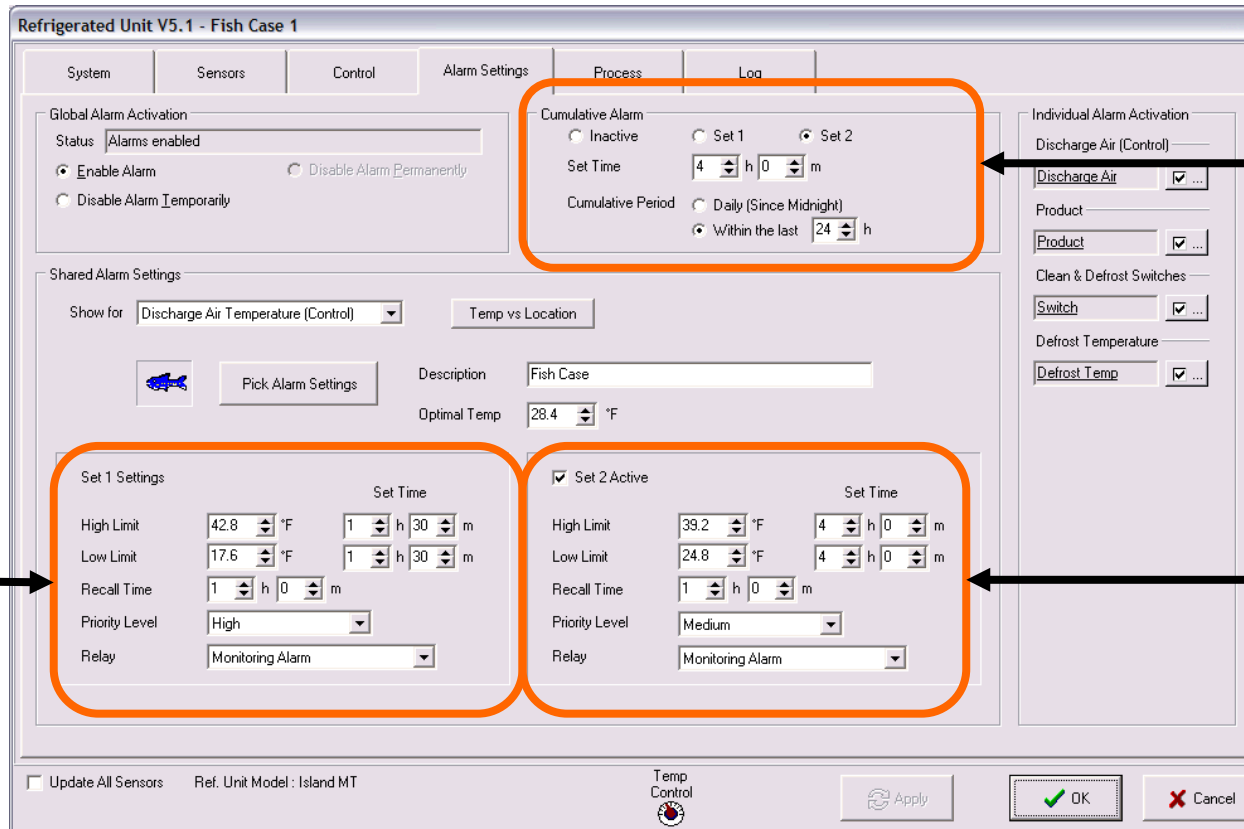 Refrigerated Unit V5.1 - Fish Case 1
System Sensors Control Alarm Settings Process Log
Global Alarm Activation
Status Alarms enabled
Enable Alarm Disable Alarm Permanently
Disable Alarm Temporarily
Cumulative Alarm
Inactive Set 1 Set 2
Set Time 4 h 0 m
Cumulative Period Daily (Since Midnight)
Within the last 24 h
Individual Alarm Activation
Discharge Air (Control)
Discharge Air ...
Product
Product ...
Clean & Defrost Switches
Switch ...
Defrost Temperature
Defrost Temp ...
Shared Alarm Settings
Show for Discharge Air Temperature (Control) Temp vs Location
Pick Alarm Settings
Description Fish Case
Optimal Temp 28.4 °F
Set 1 Settings
Set Time
High Limit 42.8 °F 1 h 30 m
Low Limit 17.6 °F 1 h 30 m
Recall Time 1 h 0 m
Priority Level High
Relay Monitoring Alarm
Set 2 Active
Set Time
High Limit 39.2 °F 4 h 0 m
Low Limit 24.8 °F 4 h 0 m
Recall Time 1 h 0 m
Priority Level Medium
Relay Monitoring Alarm
Update All Sensors Ref. Unit Model : Island MT
Temp
Control
Apply OK Cancel